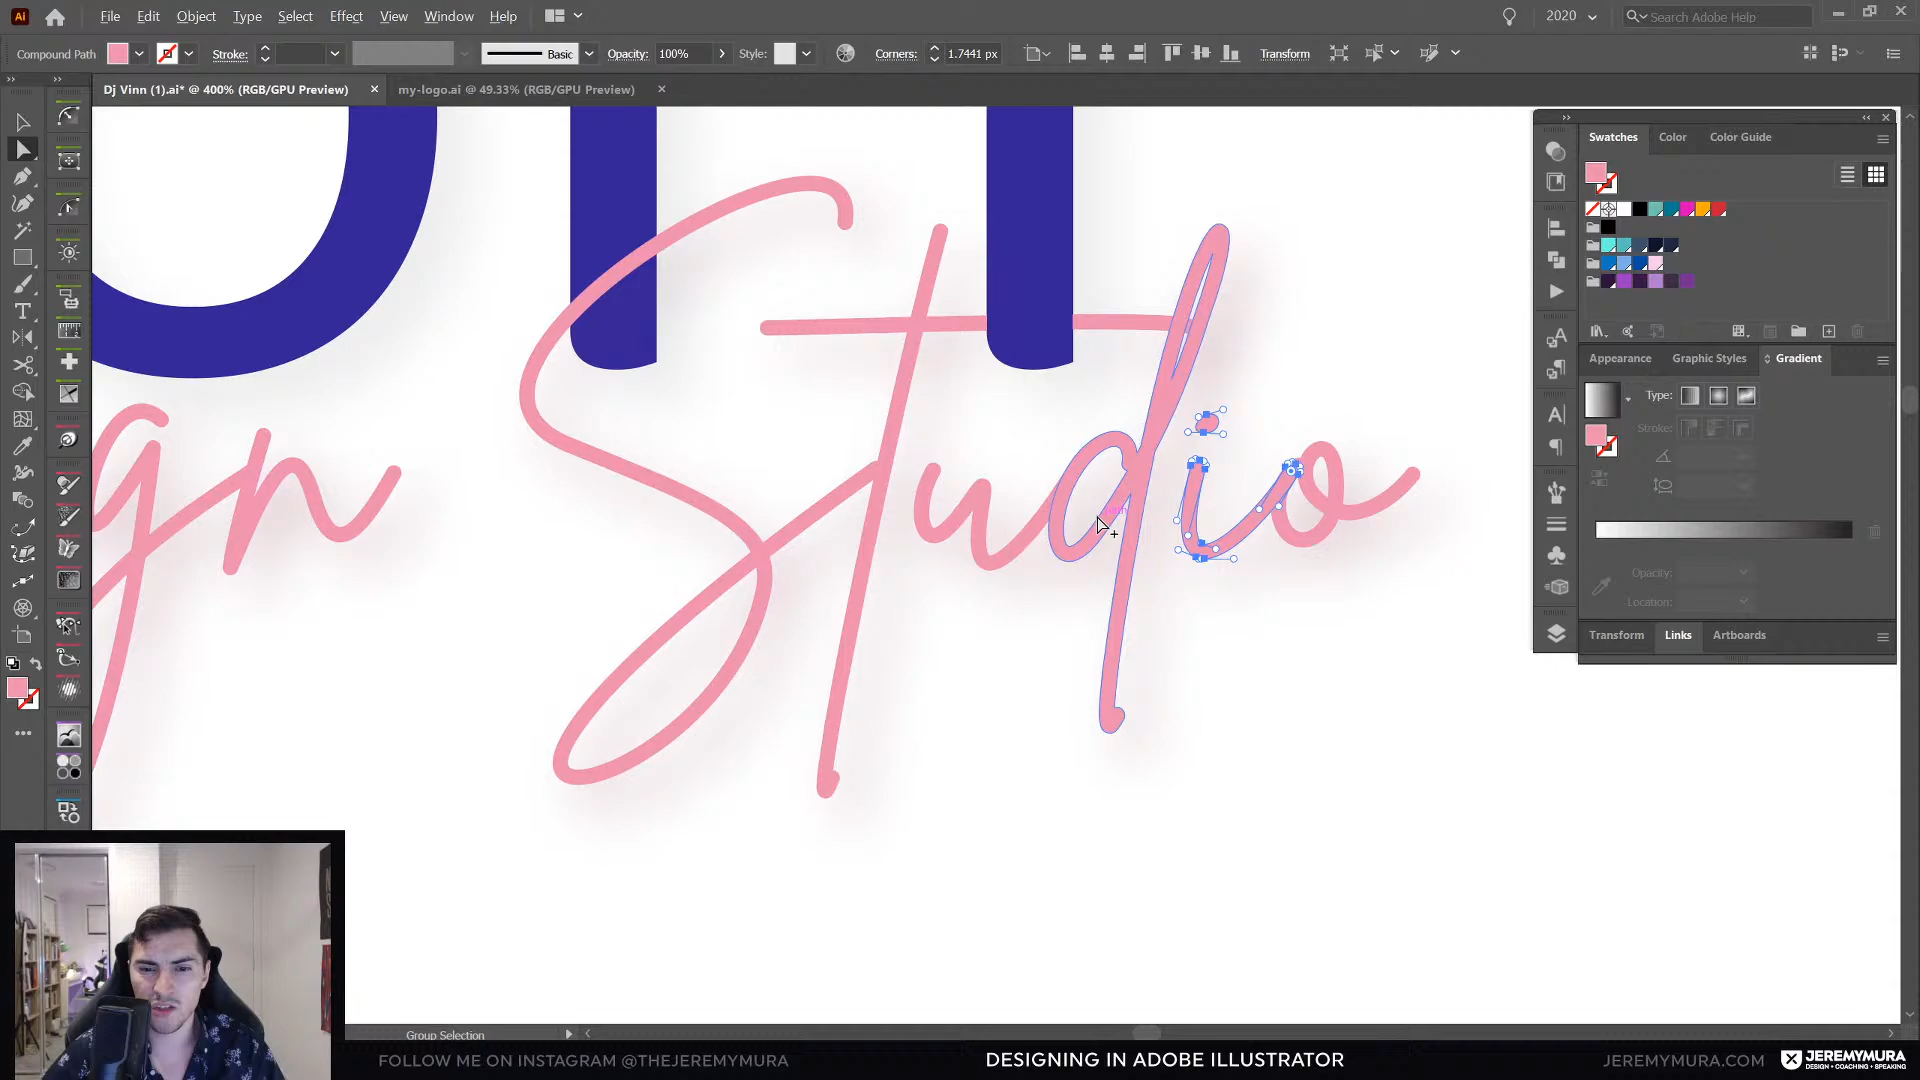 Ai
File Edit Object Type Select Effect View Window Help
2020
Search Adobe Help
Compound Path
Stroke:
Basic
Opacity: 100%
Style:
Corners: 1.7441 px
Transform
Dj Vinn (1).ai* @ 400% (RGB/GPU Preview)
my-logo.ai @ 49.33% (RGB/GPU Preview)
Swatches Color Color Guide
Appearance Graphic Styles Gradient
Type:
Stroke:
Opacity:
Location:
Transform Links Artboards
gn
Studio
Group Selection
FOLLOW ME ON INSTAGRAM @THEJEREMYMURA
DESIGNING IN ADOBE ILLUSTRATOR
JEREMYMURA.COM
JEREMYMURA
DESIGN • COACHING • SPEAKING